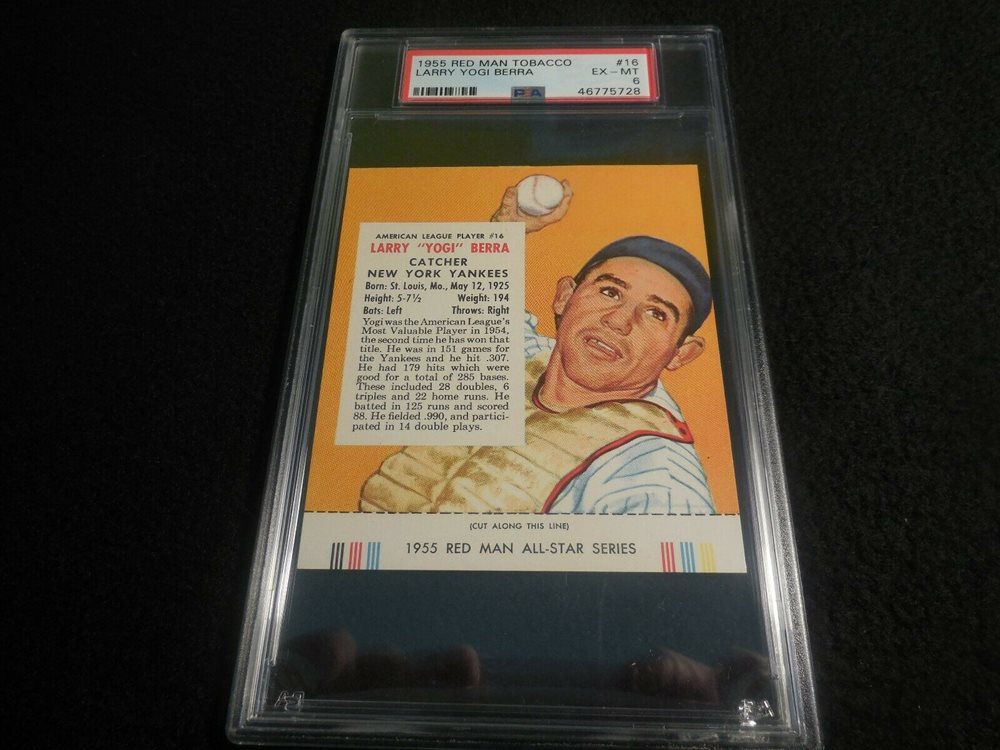 1955 RED MAN TOBACCO #16
LARRY YOGI BERRA EX - MT
6
PSA 46775728
AMERICAN LEAGUE PLAYER #16
LARRY "YOGI" BERRA
CATCHER
NEW YORK YANKEES
Born: St. Louis, Mo., May 12, 1925
Height: 5-7½ Weight: 194
Bats: Left Throws: Right
Yogi was the American League's
Most Valuable Player in 1954,
the second time he has won that
title. He was in 151 games for
the Yankees and he hit .307.
He had 179 hits which were
good for a total of 285 bases.
These included 28 doubles, 6
triples and 22 home runs. He
batted in 125 runs and scored
88. He fielded .990, and partici-
pated in 14 double plays.
(CUT ALONG THIS LINE)
1955 RED MAN ALL-STAR SERIES